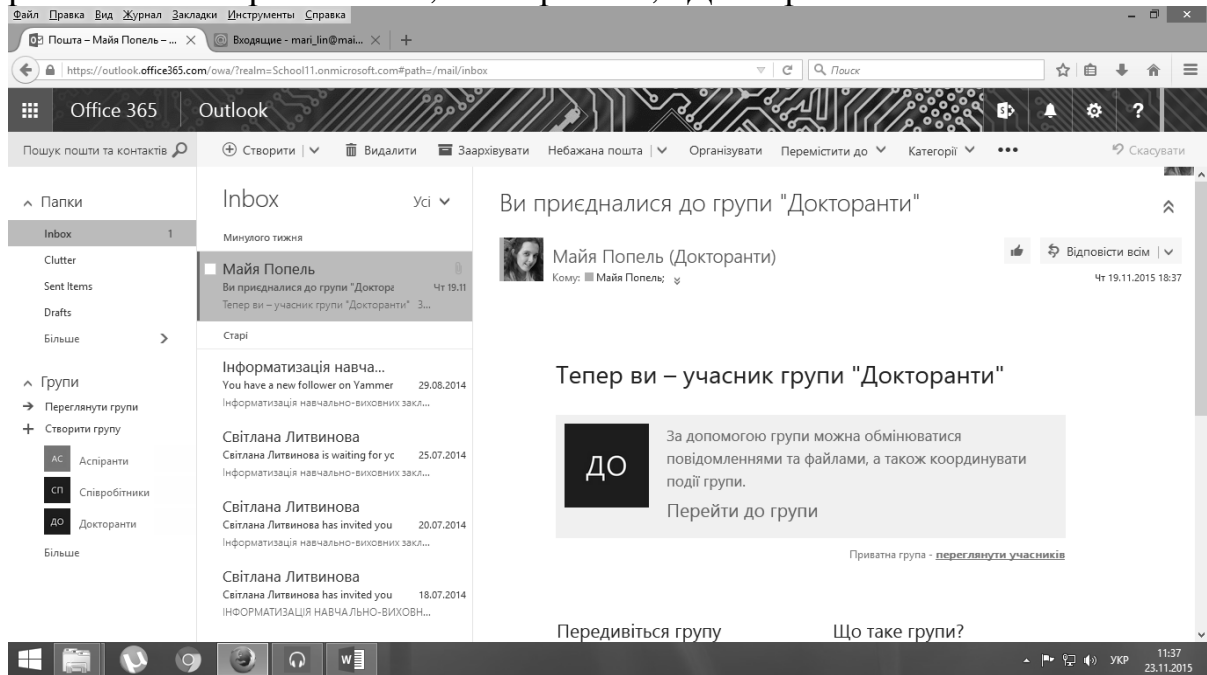 Файл Правка Вид Журнал Закладки Инструменты Справка
Пошта – Майя Попель – ...
Входящие - mari_lin@mai...
https://outlook.office365.com/owa/?realm=School11.onmicrosoft.com#path=/mail/inbox
Поиск
Office 365
Outlook
Пошук пошти та контактів
Створити
Видалити
Заархівувати
Небажана пошта
Організувати
Перемістити до
Категорії
Скасувати
Папки
Inbox 1
Clutter
Sent Items
Drafts
Більше
Групи
Переглянути групи
Створити групу
АС Аспіранти
СП Співробітники
ДО Докторанти
Більше
Inbox
Усі
Минулого тижня
Майя Попель
Ви приєдналися до групи "Доктора Чт 19.11
Тепер ви – учасник групи "Докторанти" З...
Старі
Інформатизація навча...
You have a new follower on Yammer 29.08.2014
Інформатизація навчально-виховних закл...
Світлана Литвинова
Світлана Литвинова is waiting for yc 25.07.2014
Інформатизація навчально-виховних закл...
Світлана Литвинова
Світлана Литвинова has invited you 20.07.2014
Інформатизація навчально-виховних закл...
Світлана Литвинова
Світлана Литвинова has invited you 18.07.2014
ІНФОРМАТИЗАЦІЯ НАВЧАЛЬНО-ВИХОВН...
Ви приєдналися до групи "Докторанти"
Майя Попель (Докторанти)
Кому: Майя Попель;
Відповісти всім
Чт 19.11.2015 18:37
Тепер ви – учасник групи "Докторанти"
ДО
За допомогою групи можна обмінюватися
повідомленнями та файлами, а також координувати
події групи.
Перейти до групи
Приватна група - переглянути учасників
Передивіться групу
Що таке групи?
УКР
11:37
23.11.2015